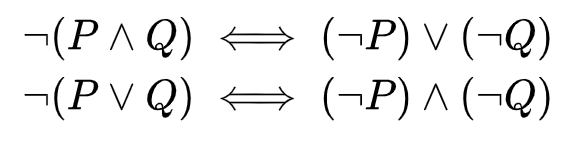 ¬(P ∧ Q) ⟺ (¬P) ∨ (¬Q)
¬(P ∨ Q) ⟺ (¬P) ∧ (¬Q)